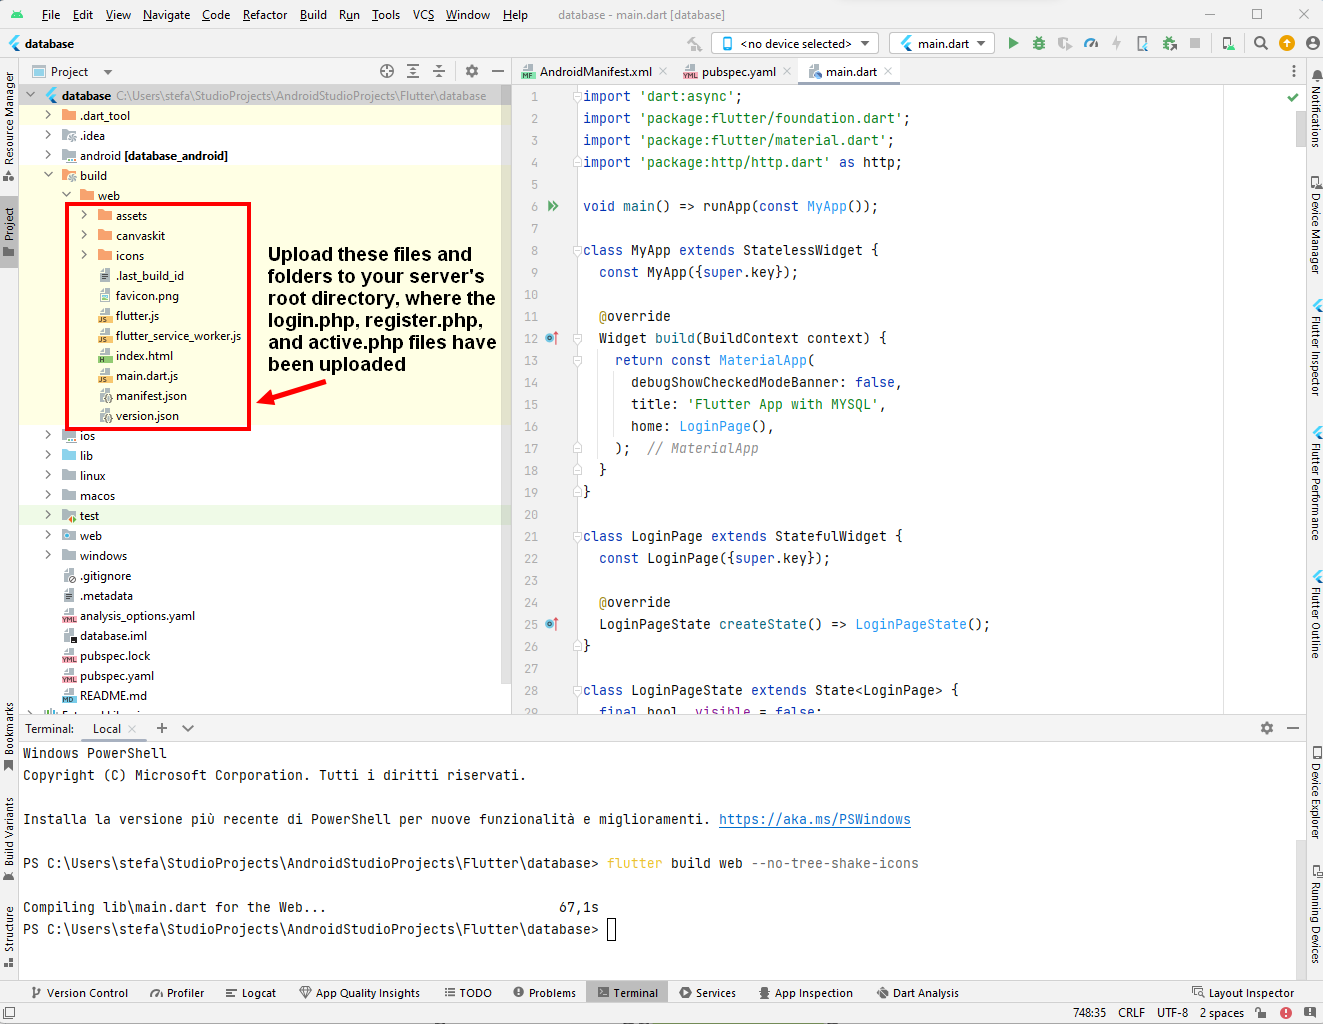 File Edit View Navigate Code Refactor Build Run Tools VCS Window Help database - main.dart [database]
database
<no device selected> main.dart
Resource Manager
Project
Bookmarks
Build Variants
Structure
Project
database C:\Users\stefa\StudioProjects\AndroidStudioProjects\Flutter\database
.dart_tool
.idea
android [database_android]
build
web
assets
canvaskit
icons
.last_build_id
favicon.png
flutter.js
flutter_service_worker.js
index.html
main.dart.js
manifest.json
version.json
ios
lib
linux
macos
test
web
windows
.gitignore
.metadata
analysis_options.yaml
database.iml
pubspec.lock
pubspec.yaml
README.md
Upload these files and
folders to your server's
root directory, where the
login.php, register.php,
and active.php files have
been uploaded
AndroidManifest.xml pubspec.yaml main.dart
1 import 'dart:async';
2 import 'package:flutter/foundation.dart';
3 import 'package:flutter/material.dart';
4 import 'package:http/http.dart' as http;
5
6 void main() => runApp(const MyApp());
7
8 class MyApp extends StatelessWidget {
9 const MyApp({super.key});
10
11 @override
12 Widget build(BuildContext context) {
13 return const MaterialApp(
14 debugShowCheckedModeBanner: false,
15 title: 'Flutter App with MYSQL',
16 home: LoginPage(),
17 ); // MaterialApp
18 }
19 }
20
21 class LoginPage extends StatefulWidget {
22 const LoginPage({super.key});
23
24 @override
25 LoginPageState createState() => LoginPageState();
26 }
27
28 class LoginPageState extends State<LoginPage> {
29 final bool _visible = false;
Notifications
Device Manager
Flutter Inspector
Flutter Performance
Flutter Outline
Device Explorer
Running Devices
Terminal: Local
Windows PowerShell
Copyright (C) Microsoft Corporation. Tutti i diritti riservati.
Installa la versione più recente di PowerShell per nuove funzionalità e miglioramenti. https://aka.ms/PSWindows
PS C:\Users\stefa\StudioProjects\AndroidStudioProjects\Flutter\database> flutter build web --no-tree-shake-icons
Compiling lib\main.dart for the Web... 67,1s
PS C:\Users\stefa\StudioProjects\AndroidStudioProjects\Flutter\database>
Version Control Profiler Logcat App Quality Insights TODO Problems Terminal Services App Inspection Dart Analysis Layout Inspector
748:35 CRLF UTF-8 2 spaces